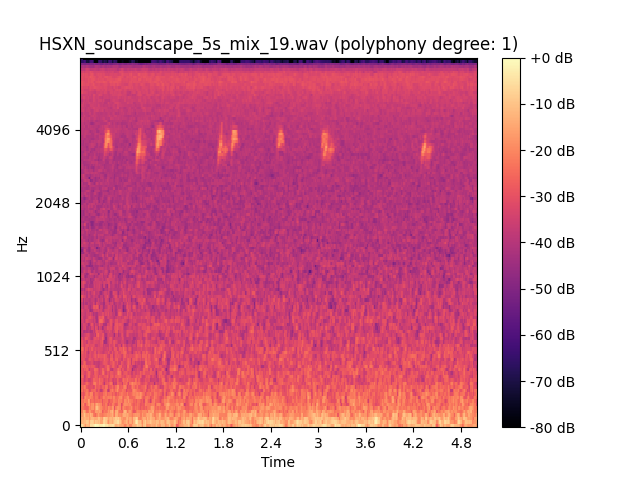 HSXN_soundscape_5s_mix_19.wav (polyphony degree: 1)
Hz
4096
2048
1024
512
0
0 0.6 1.2 1.8 2.4 3 3.6 4.2 4.8
Time
+0 dB
-10 dB
-20 dB
-30 dB
-40 dB
-50 dB
-60 dB
-70 dB
-80 dB